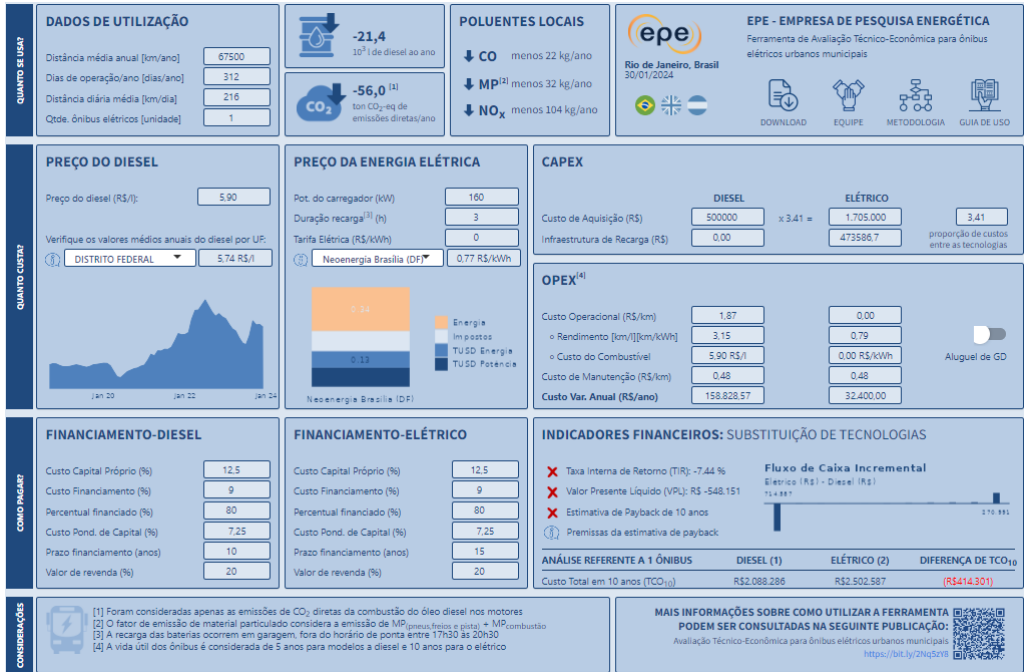 QUANTO SE USA?
DADOS DE UTILIZAÇÃO
Distância média anual [km/ano] 67500
Dias de operação/ano [dias/ano] 312
Distância diária média [km/dia] 216
Qtde. ônibus elétricos [unidade] 1
-21,4
10³ l de diesel ao ano
CO₂
-56,0 [1]
ton CO₂-eq de
emissões diretas/ano
POLUENTES LOCAIS
CO menos 22 kg/ano
MP[2] menos 32 kg/ano
NOx menos 104 kg/ano
epe
Rio de Janeiro, Brasil
30/01/2024
EPE - EMPRESA DE PESQUISA ENERGÉTICA
Ferramenta de Avaliação Técnico-Econômica para ônibus
elétricos urbanos municipais
DOWNLOAD EQUIPE METODOLOGIA GUIA DE USO
QUANTO CUSTA?
PREÇO DO DIESEL
Preço do diesel (R$/l): 5,90
Verifique os valores médios anuais do diesel por UF:
DISTRITO FEDERAL 5,74 R$/l
Jan 20 Jan 22 Jan 24
PREÇO DA ENERGIA ELÉTRICA
Pot. do carregador (kW) 160
Duração recarga[3] (h) 3
Tarifa Elétrica (R$/kWh) 0
Neoenergia Brasília (DF) 0,77 R$/kWh
0.34
0.13
Energia
Impostos
TUSD Energia
TUSD Potência
Neoenergia Brasília (DF)
CAPEX
DIESEL ELÉTRICO
Custo de Aquisição (R$) 500000 x 3.41 = 1.705.000 3,41
Infraestrutura de Recarga (R$) 0,00 473586,7
proporção de custos
entre as tecnologias
OPEX[4]
Custo Operacional (R$/km) 1,87 0,00
Rendimento [km/l][km/kWh] 3,15 0,79
Custo do Combustível 5,90 R$/l 0,00 R$/kWh
Custo de Manutenção (R$/km) 0,48 0,48
Custo Var. Anual (R$/ano) 158.828,57 32.400,00
Aluguel de GD
COMO PAGAR?
FINANCIAMENTO-DIESEL
Custo Capital Próprio (%) 12,5
Custo Financiamento (%) 9
Percentual financiado (%) 80
Custo Pond. de Capital (%) 7,25
Prazo financiamento (anos) 10
Valor de revenda (%) 20
FINANCIAMENTO-ELÉTRICO
Custo Capital Próprio (%) 12,5
Custo Financiamento (%) 9
Percentual financiado (%) 80
Custo Pond. de Capital (%) 7,25
Prazo financiamento (anos) 15
Valor de revenda (%) 20
INDICADORES FINANCEIROS: SUBSTITUIÇÃO DE TECNOLOGIAS
Taxa Interna de Retorno (TIR): -7.44 %
Valor Presente Líquido (VPL): R$ -548.151
Estimativa de Payback de 10 anos
Premissas da estimativa de payback
Fluxo de Caixa Incremental
Elétrico (R$) - Diesel (R$)
ANÁLISE REFERENTE A 1 ÔNIBUS DIESEL (1) ELÉTRICO (2) DIFERENÇA DE TCO₁₀
Custo Total em 10 anos (TCO₁₀) R$2.088.286 R$2.502.587 (R$414.301)
CONSIDERAÇÕES
[1] Foram consideradas apenas as emissões de CO₂ diretas da combustão do óleo diesel nos motores
[2] O fator de emissão de material particulado considera a emissão de MP(pneus,freios e pista) + MPcombustão
[3] A recarga das baterias ocorrem em garagem, fora do horário de ponta entre 17h30 às 20h30
[4] A vida útil dos ônibus é considerada de 5 anos para modelos a diesel e 10 anos para o elétrico
MAIS INFORMAÇÕES SOBRE COMO UTILIZAR A FERRAMENTA
PODEM SER CONSULTADAS NA SEGUINTE PUBLICAÇÃO:
Avaliação Técnico-Econômica para ônibus elétricos urbanos municipais
https://bit.ly/2Nq5zY8